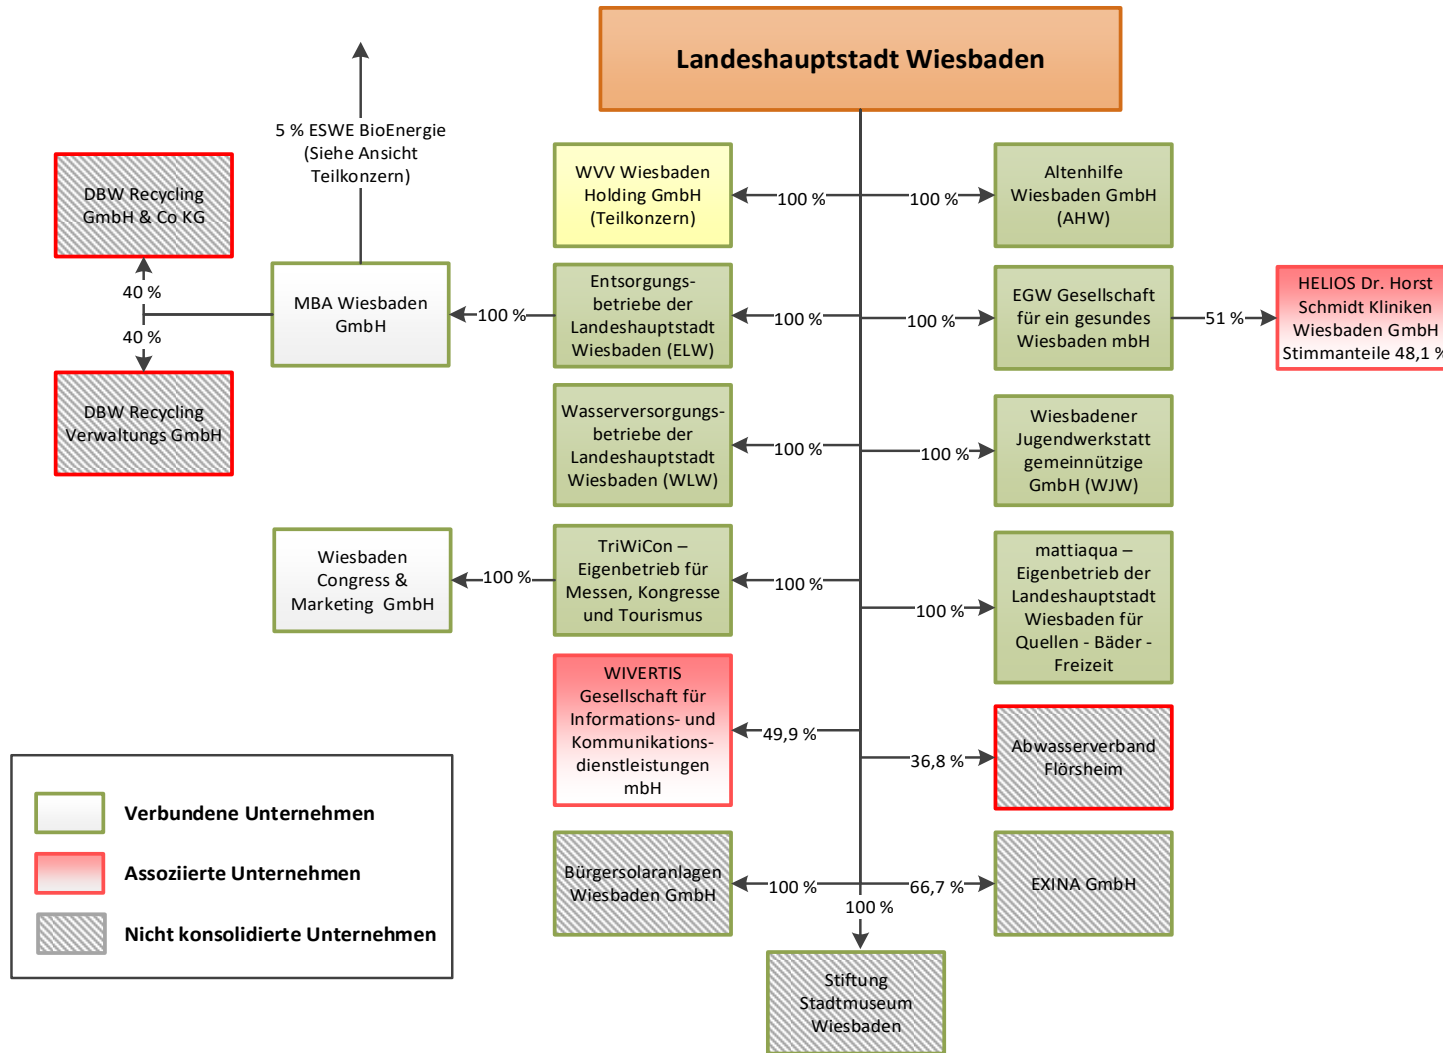 Landeshauptstadt Wiesbaden
5 % ESWE BioEnergie
(Siehe Ansicht
Teilkonzern)
DBW Recycling
GmbH & Co KG
40 %
40 %
DBW Recycling
Verwaltungs GmbH
MBA Wiesbaden
GmbH
100 %
WVV Wiesbaden
Holding GmbH
(Teilkonzern)
100 %
100 %
Altenhilfe
Wiesbaden GmbH
(AHW)
Entsorgungs-
betriebe der
Landeshauptstadt
Wiesbaden (ELW)
100 %
100 %
EGW Gesellschaft
für ein gesundes
Wiesbaden mbH
51 %
HELIOS Dr. Horst
Schmidt Kliniken
Wiesbaden GmbH
Stimmanteile 48,1 %
Wasserversorgungs-
betriebe der
Landeshauptstadt
Wiesbaden (WLW)
100 %
100 %
Wiesbadener
Jugendwerkstatt
gemeinnützige
GmbH (WJW)
Wiesbaden
Congress &
Marketing GmbH
100 %
TriWiCon –
Eigenbetrieb für
Messen, Kongresse
und Tourismus
100 %
100 %
mattiaqua –
Eigenbetrieb der
Landeshauptstadt
Wiesbaden für
Quellen - Bäder -
Freizeit
WIVERTIS
Gesellschaft für
Informations- und
Kommunikations-
dienstleistungen
mbH
49,9 %
36,8 %
Abwasserverband
Flörsheim
Bürgersolaranlagen
Wiesbaden GmbH
100 %
66,7 %
EXINA GmbH
100 %
Stiftung
Stadtmuseum
Wiesbaden
Verbundene Unternehmen
Assoziierte Unternehmen
Nicht konsolidierte Unternehmen